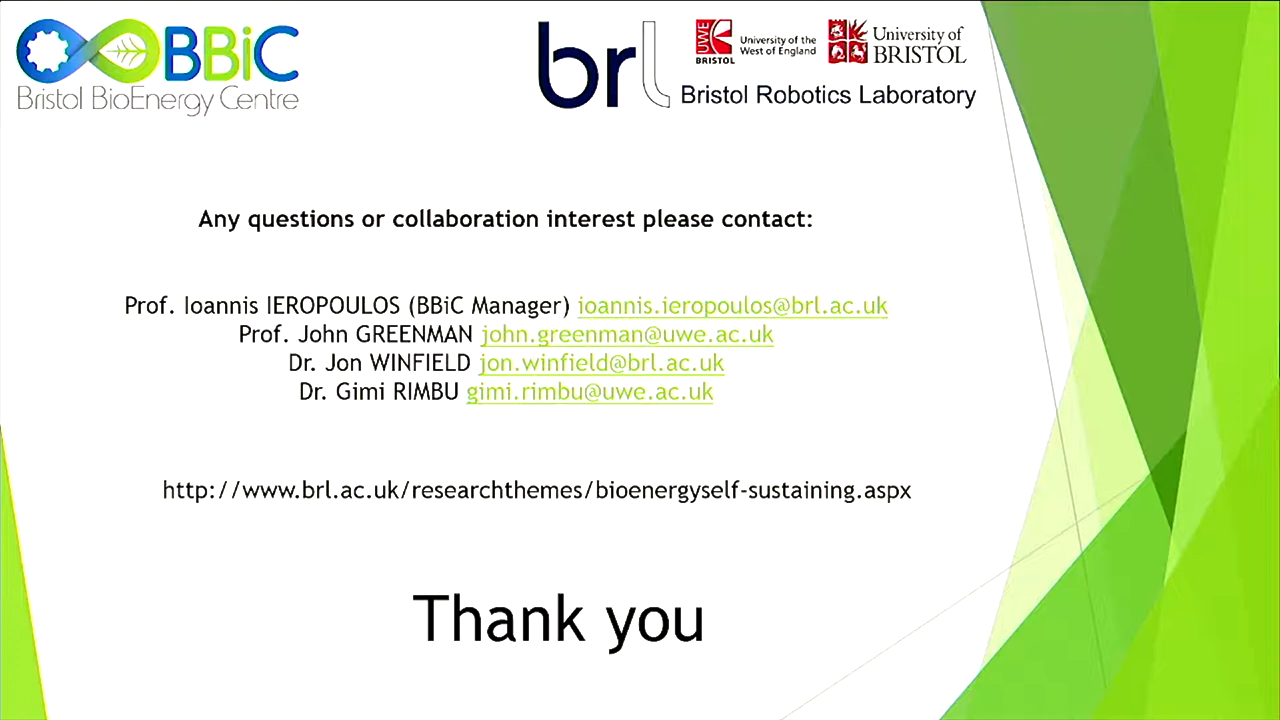 BBiC
Bristol BioEnergy Centre
brl
UWE
BRISTOL
University of the
West of England
University of
BRISTOL
Bristol Robotics Laboratory
Any questions or collaboration interest please contact:
Prof. Ioannis IEROPOULOS (BBiC Manager) ioannis.ieropoulos@brl.ac.uk
Prof. John GREENMAN john.greenman@uwe.ac.uk
Dr. Jon WINFIELD jon.winfield@brl.ac.uk
Dr. Gimi RIMBU gimi.rimbu@uwe.ac.uk
http://www.brl.ac.uk/researchthemes/bioenergyself-sustaining.aspx
Thank you